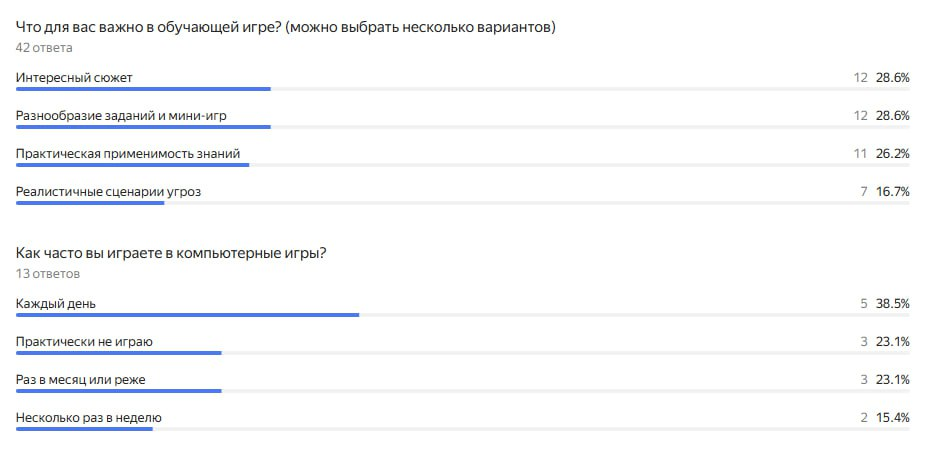 Что для вас важно в обучающей игре? (можно выбрать несколько вариантов)
42 ответа
Интересный сюжет 12 28.6%
Разнообразие заданий и мини-игр 12 28.6%
Практическая применимость знаний 11 26.2%
Реалистичные сценарии угроз 7 16.7%
Как часто вы играете в компьютерные игры?
13 ответов
Каждый день 5 38.5%
Практически не играю 3 23.1%
Раз в месяц или реже 3 23.1%
Несколько раз в неделю 2 15.4%